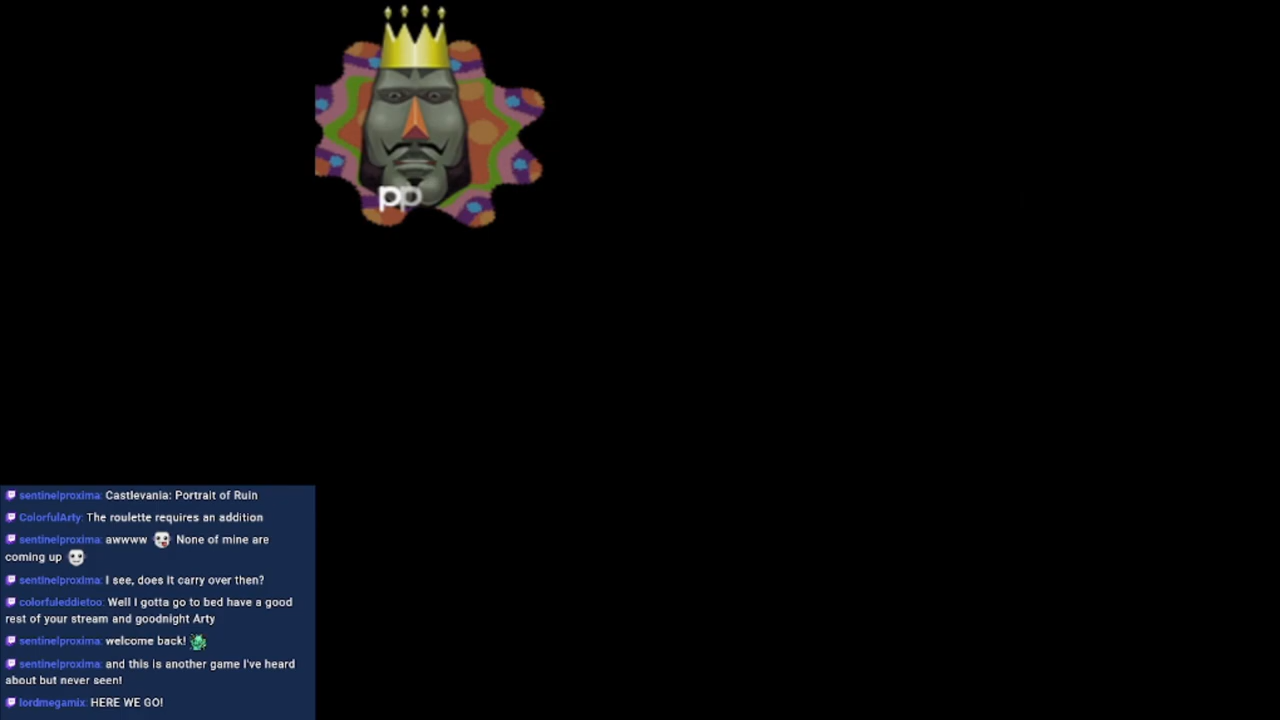 pp
sentinelproxima: Castlevania: Portrait of Ruin
ColorfulArty: The roulette requires an addition
sentinelproxima: awwww None of mine are
coming up
sentinelproxima: I see, does it carry over then?
colorfuleddietoo: Well I gotta go to bed have a good
rest of your stream and goodnight Arty
sentinelproxima: welcome back!
sentinelproxima: and this is another game I've heard
about but never seen!
lordmegamix: HERE WE GO!